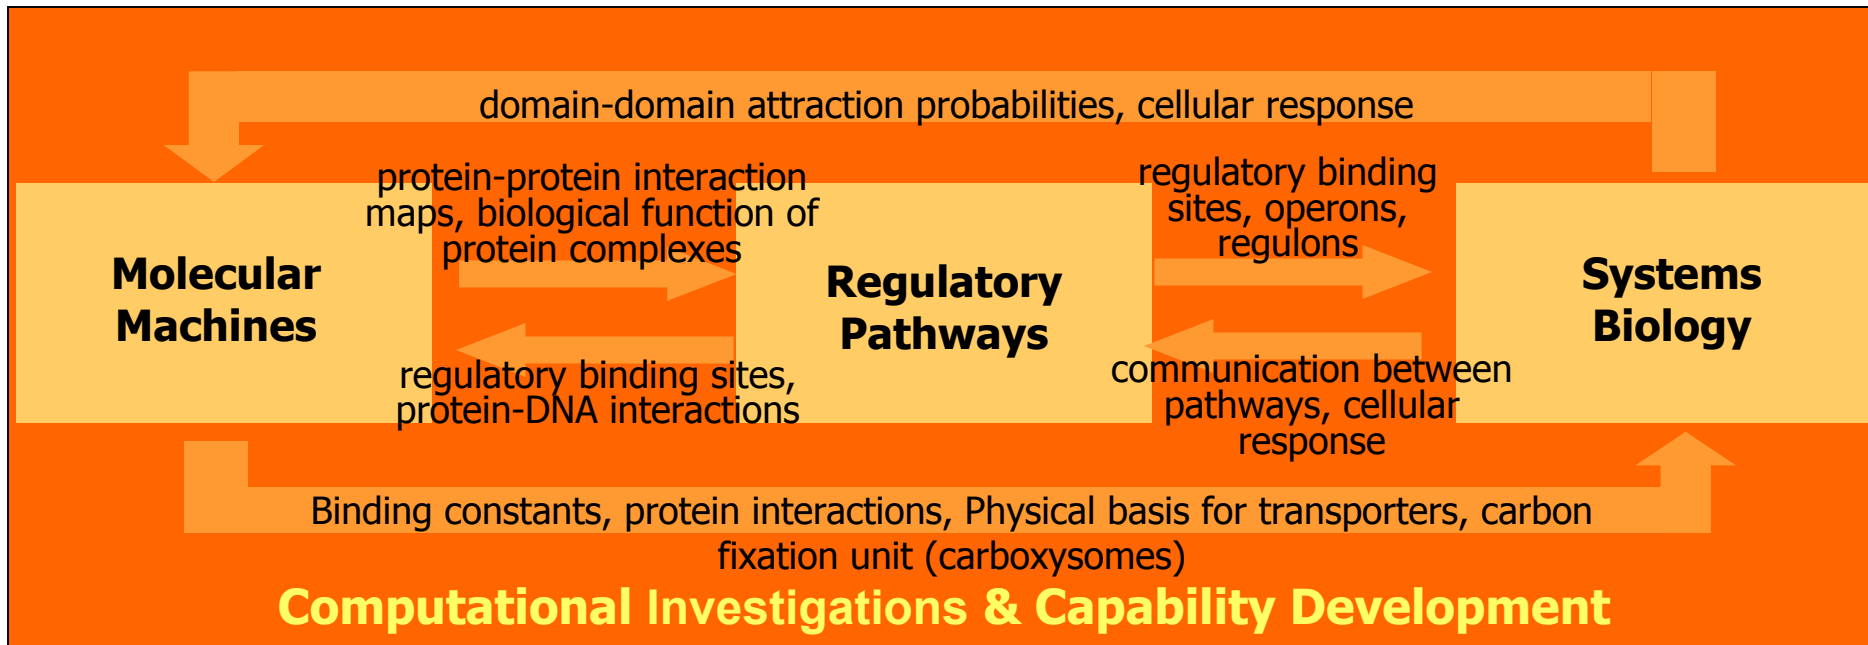 domain-domain attraction probabilities, cellular response
protein-protein interaction
maps, biological function of
protein complexes
regulatory binding
sites, operons,
regulons
Molecular
Machines
Regulatory
Pathways
Systems
Biology
regulatory binding sites,
protein-DNA interactions
communication between
pathways, cellular
response
Binding constants, protein interactions, Physical basis for transporters, carbon
fixation unit (carboxysomes)
Computational Investigations & Capability Development